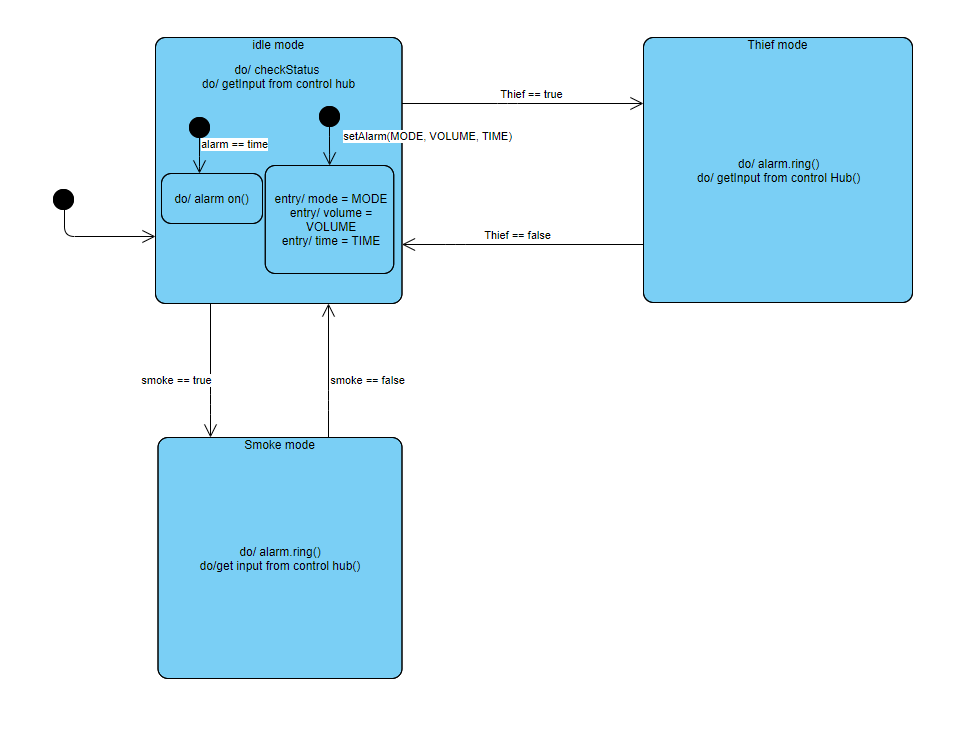 idle mode
do/ checkStatus
do/ getInput from control hub
alarm == time
setAlarm(MODE, VOLUME, TIME)
do/ alarm on()
entry/ mode = MODE
entry/ volume =
VOLUME
entry/ time = TIME
Thief == true
Thief == false
Thief mode
do/ alarm.ring()
do/ getInput from control Hub()
smoke == true
smoke == false
Smoke mode
do/ alarm.ring()
do/get input from control hub()